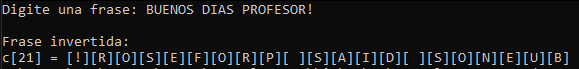 Digite una frase: BUENOS DIAS PROFESOR!
Frase invertida:
c[21] = [!][R][O][S][E][F][O][R][P][ ][S][A][I][D][ ][S][O][N][E][U][B]